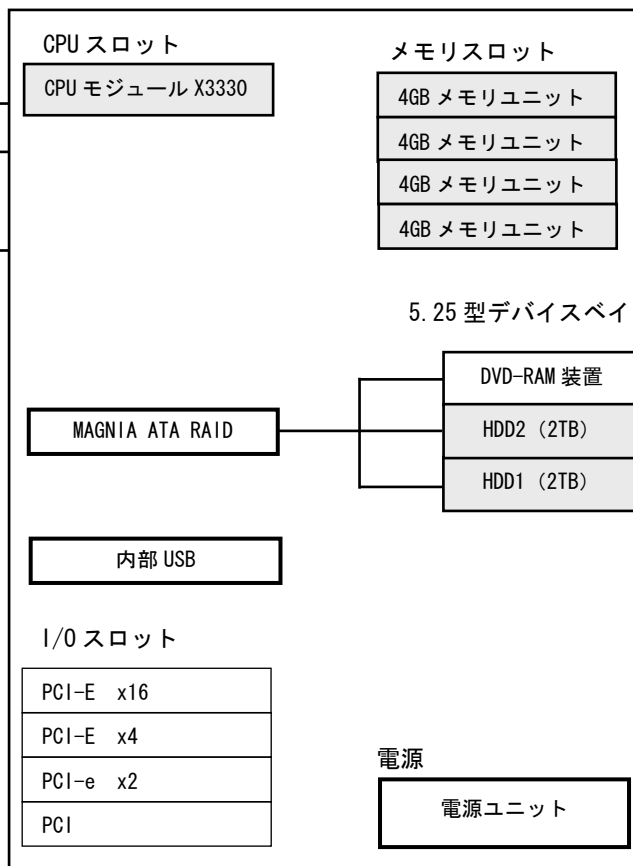 CPU スロット
CPU モジュール X3330
メモリスロット
4GB メモリユニット
4GB メモリユニット
4GB メモリユニット
4GB メモリユニット
5.25 型デバイスベイ
DVD-RAM 装置
MAGNIA ATA RAID
HDD2 (2TB)
HDD1 (2TB)
内部 USB
I/O スロット
PCI-E x16
PCI-E x4
PCI-e x2
PCI
電源
電源ユニット